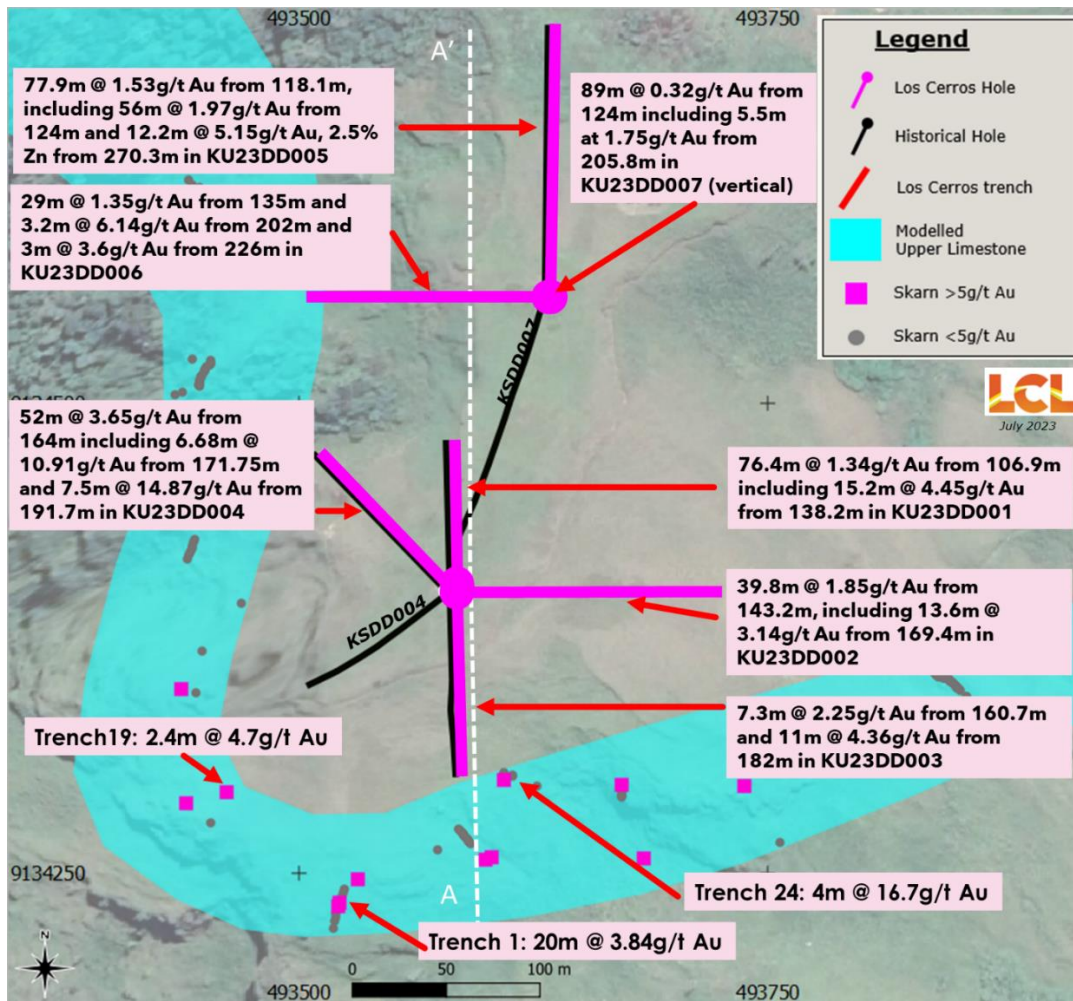 493500
493750
A'
77.9m @ 1.53g/t Au from 118.1m,
including 56m @ 1.97g/t Au from
124m and 12.2m @ 5.15g/t Au, 2.5%
Zn from 270.3m in KU23DD005
89m @ 0.32g/t Au from
124m including 5.5m
at 1.75g/t Au from
205.8m in
KU23DD007 (vertical)
Legend
Los Cerros Hole
Historical Hole
Los Cerros trench
Modelled
Upper Limestone
Skarn >5g/t Au
Skarn <5g/t Au
29m @ 1.35g/t Au from 135m and
3.2m @ 6.14g/t Au from 202m and
3m @ 3.6g/t Au from 226m in
KU23DD006
KSDD007
LCL
July 2023
9134500
52m @ 3.65g/t Au from
164m including 6.68m @
10.91g/t Au from 171.75m
and 7.5m @ 14.87g/t Au from
191.7m in KU23DD004
76.4m @ 1.34g/t Au from 106.9m
including 15.2m @ 4.45g/t Au
from 138.2m in KU23DD001
KSDD004
39.8m @ 1.85g/t Au from
143.2m, including 13.6m @
3.14g/t Au from 169.4m in
KU23DD002
7.3m @ 2.25g/t Au from 160.7m
and 11m @ 4.36g/t Au from
182m in KU23DD003
Trench19: 2.4m @ 4.7g/t Au
9134250
A
Trench 24: 4m @ 16.7g/t Au
Trench 1: 20m @ 3.84g/t Au
N
0 50 100 m
493500
493750